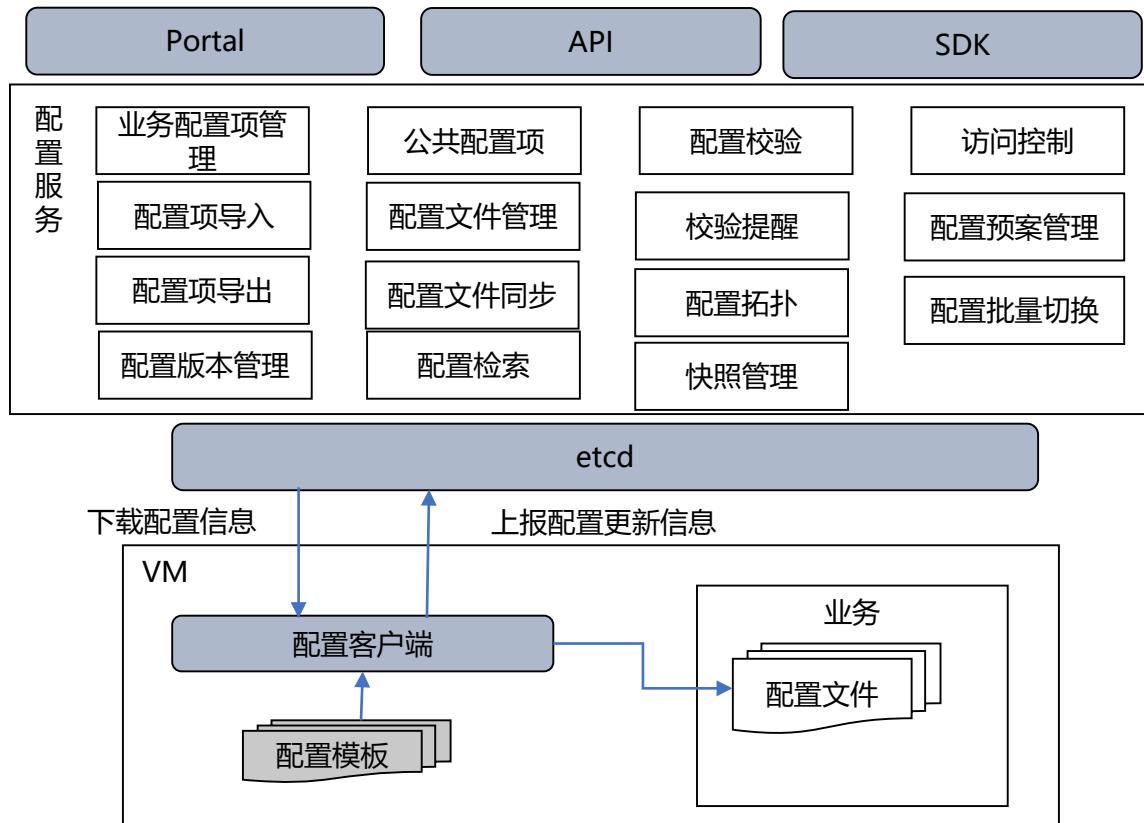 Portal
API
SDK
配置服务
业务配置项管
理
公共配置项
配置校验
访问控制
配置项导入
配置文件管理
校验提醒
配置预案管理
配置项导出
配置文件同步
配置拓扑
配置批量切换
配置版本管理
配置检索
快照管理
etcd
下载配置信息
上报配置更新信息
VM
业务
配置客户端
配置文件
配置模板